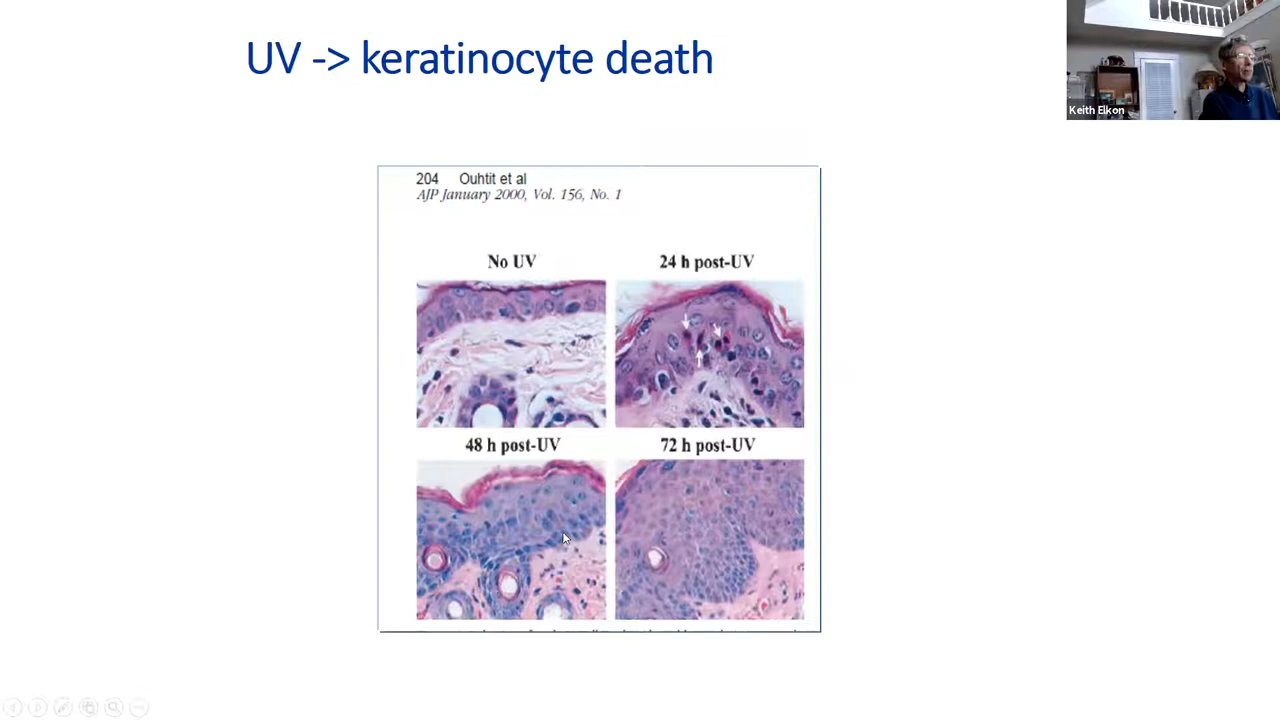 UV -> keratinocyte death
Keith Elkon
204 Ouhtit et al
AJP January 2000, Vol. 156, No. 1
No UV
24 h post-UV
48 h post-UV
72 h post-UV